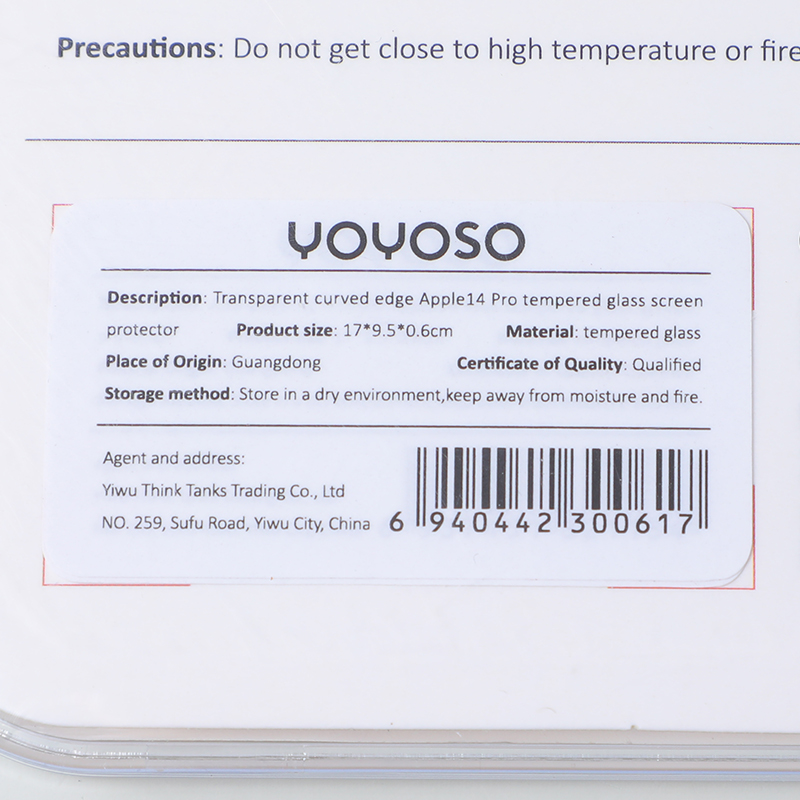 Precautions: Do not get close to high temperature or fire
YOYOSO
Description: Transparent curved edge Apple14 Pro tempered glass screen
protector Product size: 17*9.5*0.6cm Material: tempered glass
Place of Origin: Guangdong Certificate of Quality: Qualified
Storage method: Store in a dry environment,keep away from moisture and fire.
Agent and address:
Yiwu Think Tanks Trading Co., Ltd
NO. 259, Sufu Road, Yiwu City, China
6 940442 300617